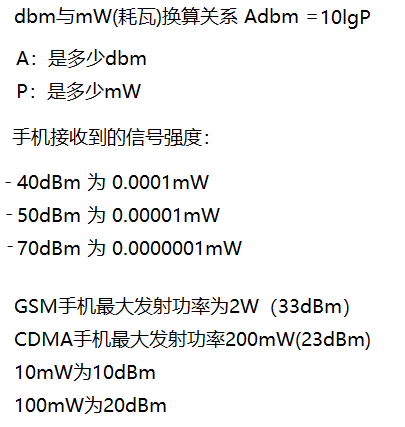 dbm与mW(耗瓦)换算关系 Adbm =10lgP
A：是多少dbm
P：是多少mW
手机接收到的信号强度：
- 40dBm 为 0.0001mW
- 50dBm 为 0.00001mW
- 70dBm 为 0.0000001mW
GSM手机最大发射功率为2W（33dBm）
CDMA手机最大发射功率200mW(23dBm)
10mW为10dBm
100mW为20dBm